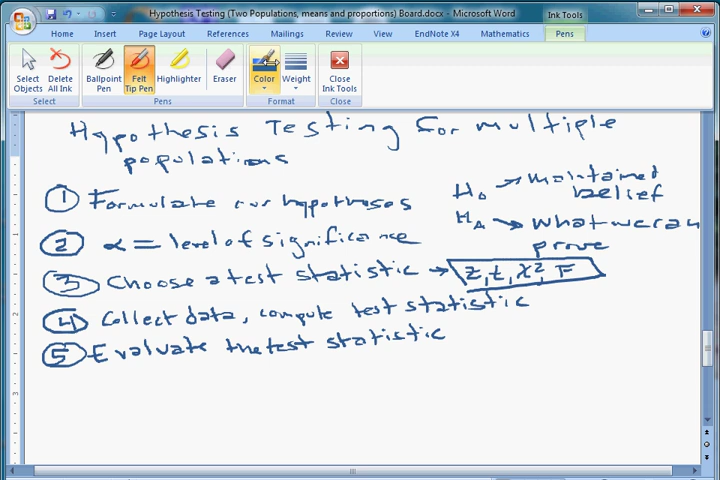 Hypothesis Testing (Two Populations, means and proportions) Board.docx - Microsoft Word
Ink Tools
Home Insert Page Layout References Mailings Review View EndNote X4 Mathematics Pens
Select Objects
Delete All Ink
Ballpoint Pen
Felt Tip Pen
Highlighter
Eraser
Color
Weight
Close Ink Tools
Select Pens Format Close
Hypothesis Testing for multiple
populations
① Formulate our hypotheses
H0 → maintained
belief
HA → what we can
prove
② α = level of significance
③ Choose a test statistic → z, t, χ², F
④ Collect data, compute test statistic
⑤ Evaluate the test statistic